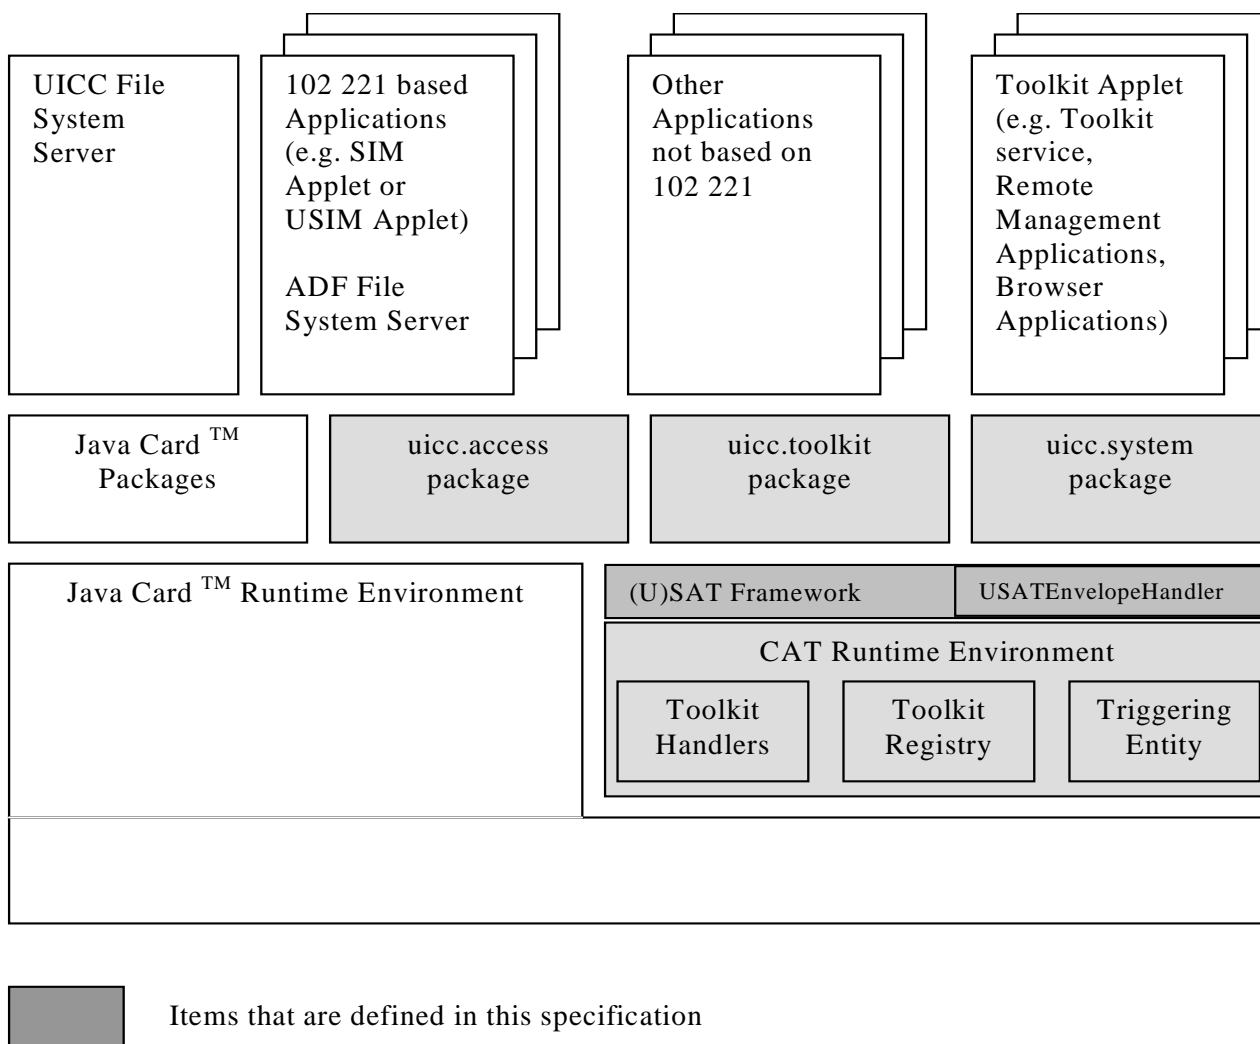 UICC File
System
Server
102 221 based
Applications
(e.g. SIM
Applet or
USIM Applet)
ADF File
System Server
Other
Applications
not based on
102 221
Toolkit Applet
(e.g. Toolkit
service,
Remote
Management
Applications,
Browser
Applications)
Java Card TM
Packages
uicc.access
package
uicc.toolkit
package
uicc.system
package
Java Card TM Runtime Environment
(U)SAT Framework
USATEnvelopeHandler
CAT Runtime Environment
Toolkit
Handlers
Toolkit
Registry
Triggering
Entity
Items that are defined in this specification